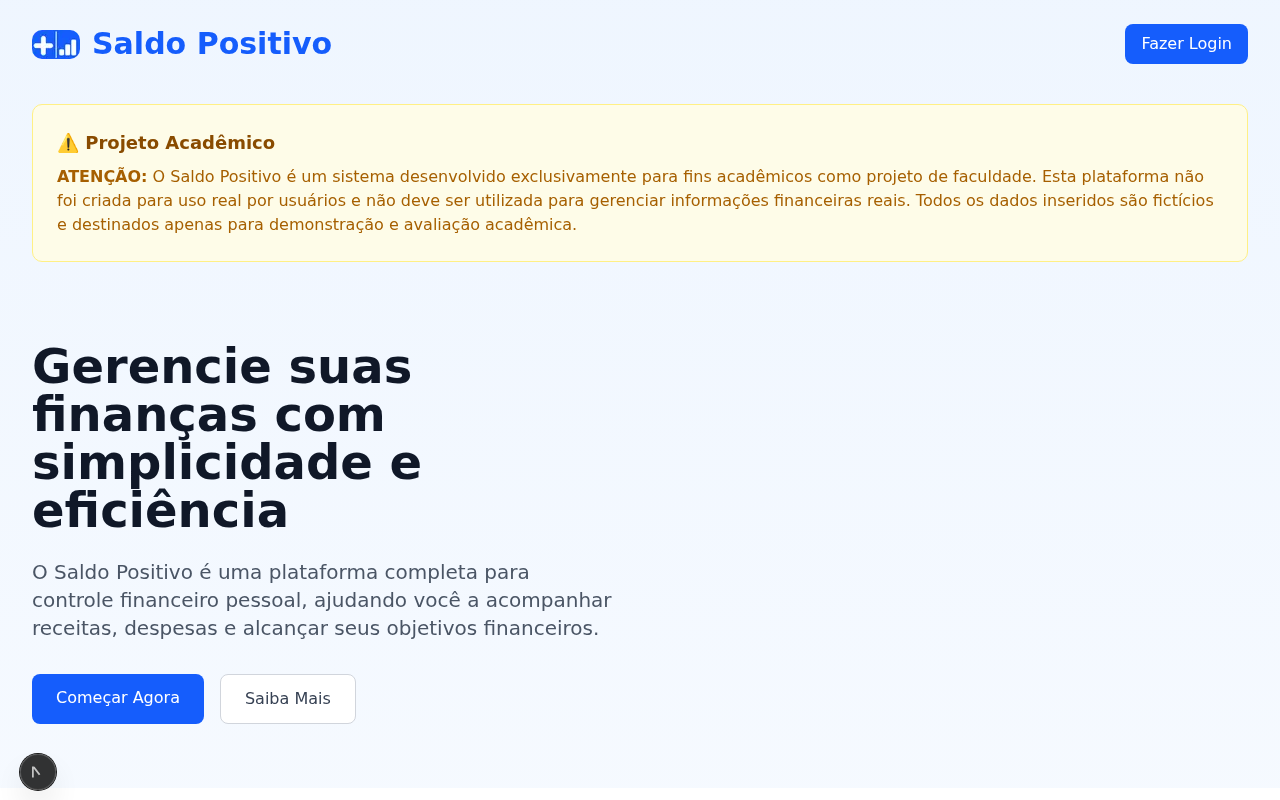 Saldo Positivo
Fazer Login
⚠️ Projeto Acadêmico
ATENÇÃO: O Saldo Positivo é um sistema desenvolvido exclusivamente para fins acadêmicos como projeto de faculdade. Esta plataforma não
foi criada para uso real por usuários e não deve ser utilizada para gerenciar informações financeiras reais. Todos os dados inseridos são fictícios
e destinados apenas para demonstração e avaliação acadêmica.
Gerencie suas
finanças com
simplicidade e
eficiência
O Saldo Positivo é uma plataforma completa para
controle financeiro pessoal, ajudando você a acompanhar
receitas, despesas e alcançar seus objetivos financeiros.
Começar Agora
Saiba Mais